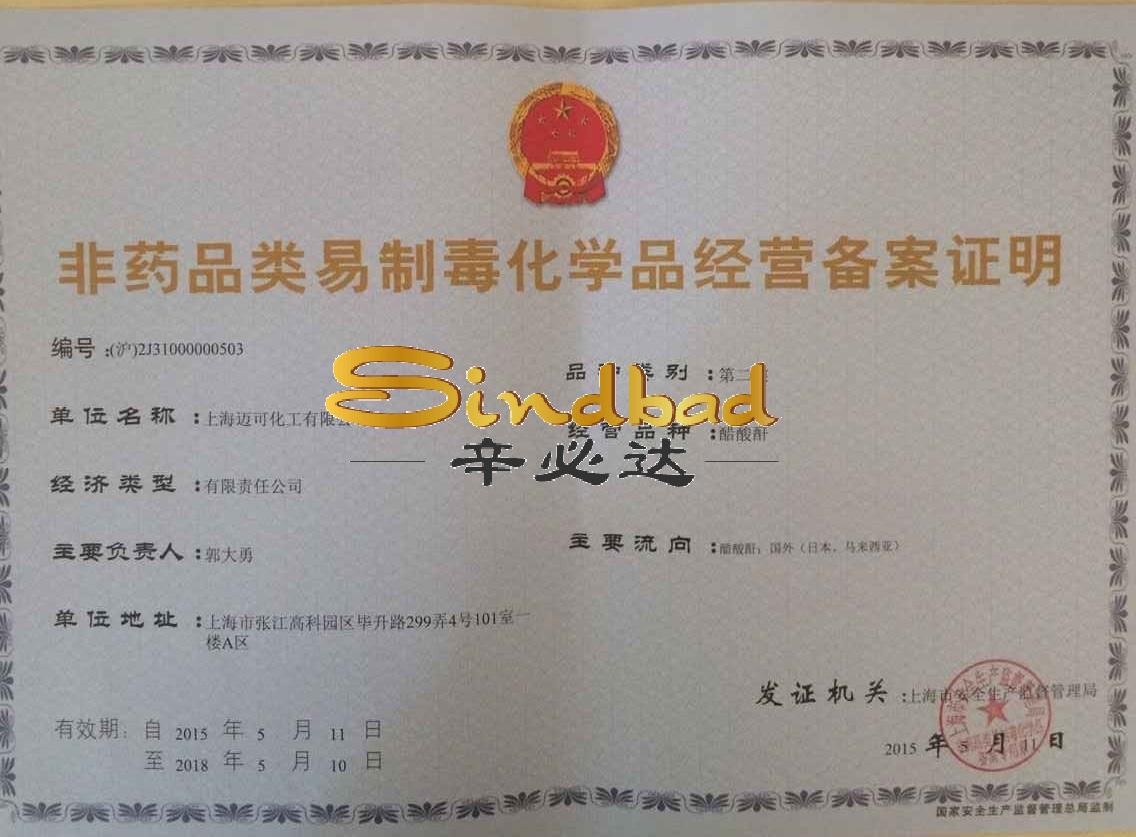 非药品类易制毒化学品经营备案证明
编号:(沪)2J31000000503
品种类别:第二
单位名称:上海迈可化工有限公
Sindbad
辛必达
经营品种:醋酸酐
经济类型:有限责任公司
主要负责人:郭大勇
主要流向:醋酸酐:国外(日本、马来西亚)
单位地址:上海市张江高科园区毕升路299弄4号101室一
楼A区
发证机关:上海市安全生产监督管理局
有效期:自 2015 年 5 月 11 日
至 2018 年 5 月 10 日
2015 年 5 月 11 日
国家安全生产监督管理总局监制